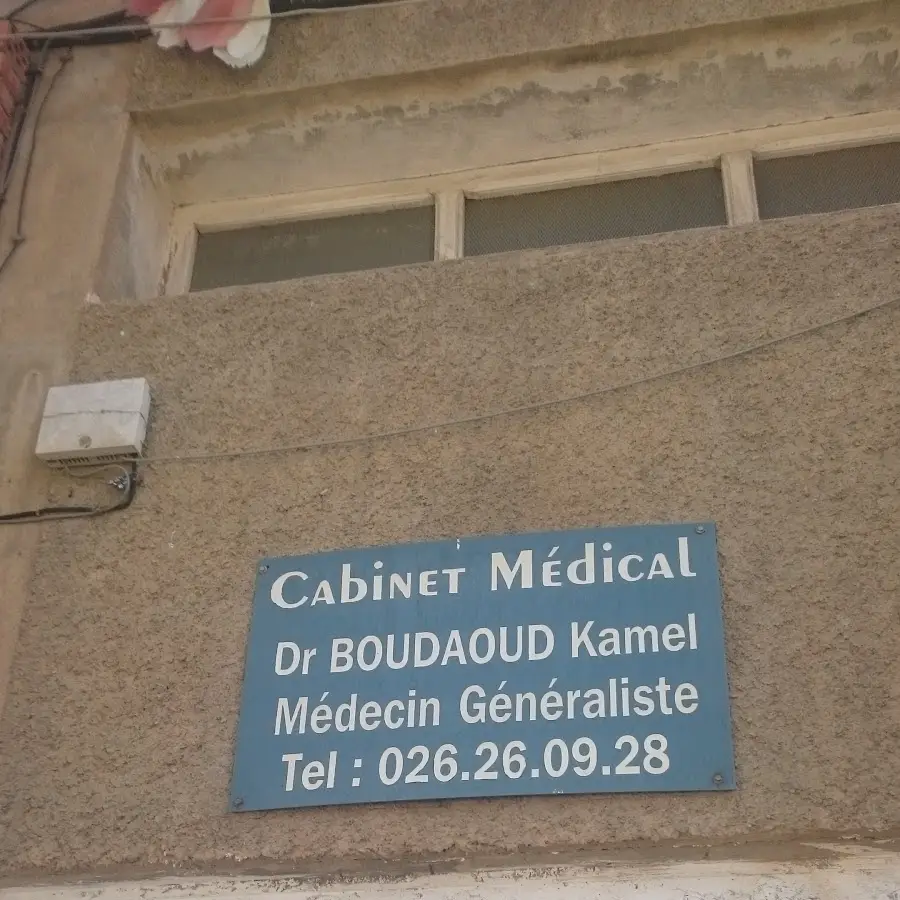 Cabinet Médical
Dr BOUDAOUD Kamel
Médecin Généraliste
Tel : 026.26.09.28